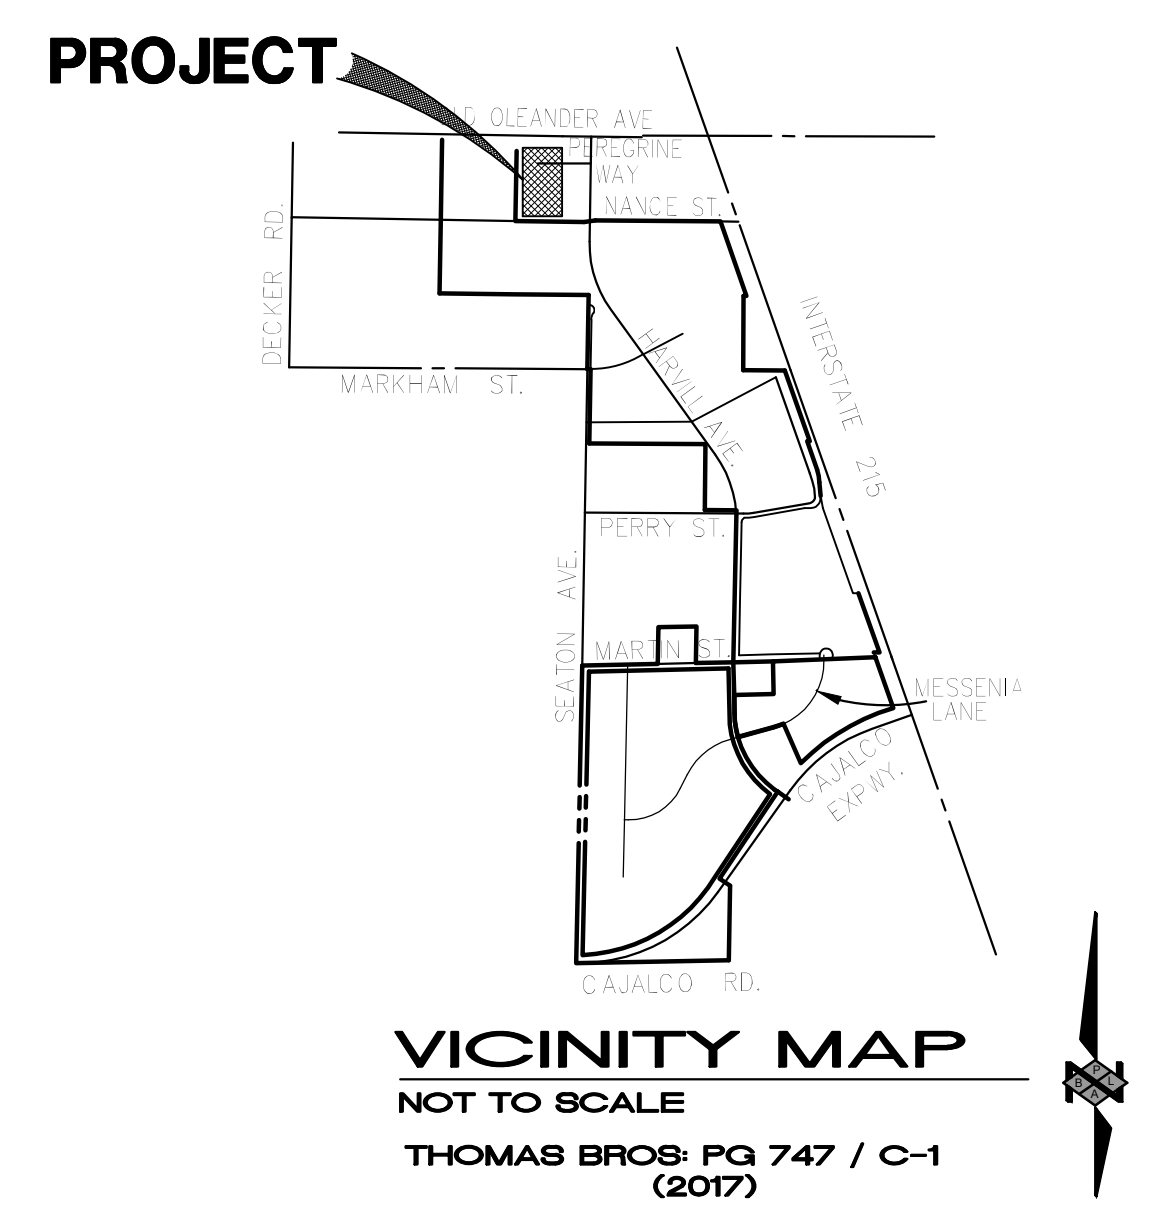 PROJECT
LD OLEANDER AVE
PEREGRINE
WAY
NANCE ST.
DECKER RD.
INTERSTATE 215
HARVILL AVE.
MARKHAM ST.
PERRY ST.
SEATON AVE.
MARTIN ST.
MESSENIA
LANE
CAJALCO
EXPWY.
CAJALCO RD.
VICINITY MAP
NOT TO SCALE
THOMAS BROS: PG 747 / C-1
(2017)
N
P
B L
A